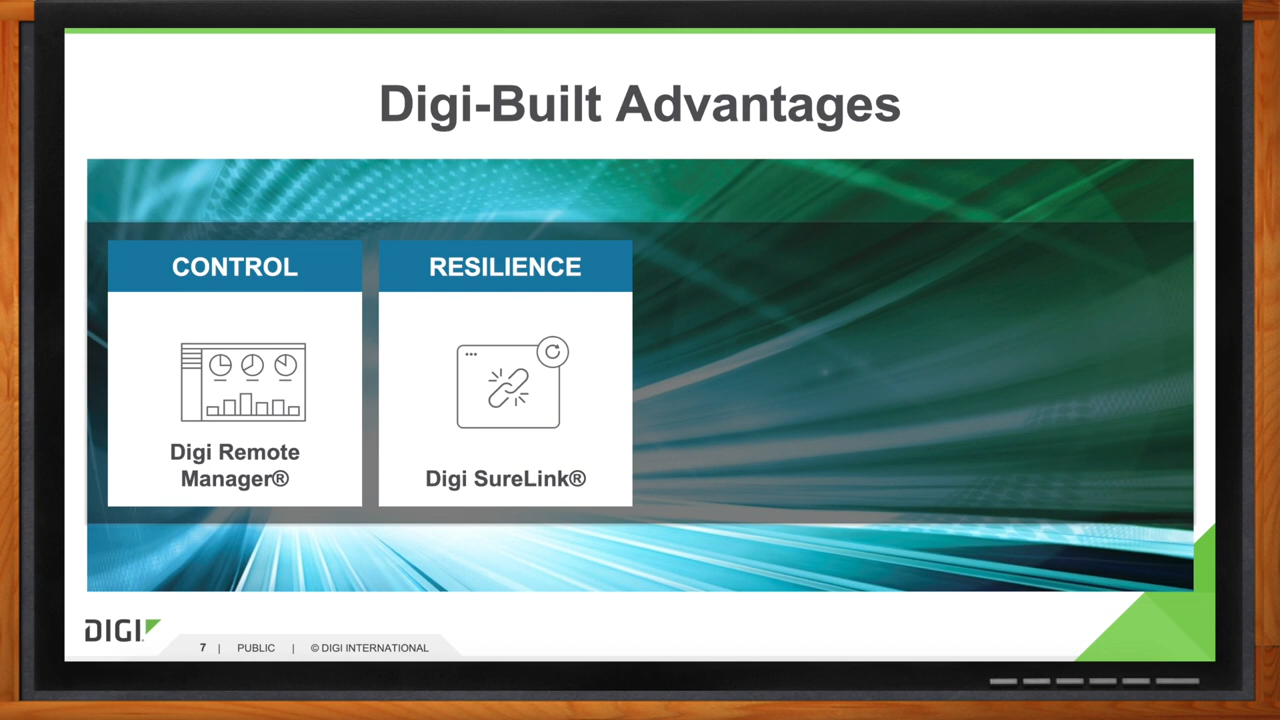 Digi-Built Advantages
CONTROL
Digi Remote
Manager®
RESILIENCE
Digi SureLink®
DIGI
7 | PUBLIC | © DIGI INTERNATIONAL